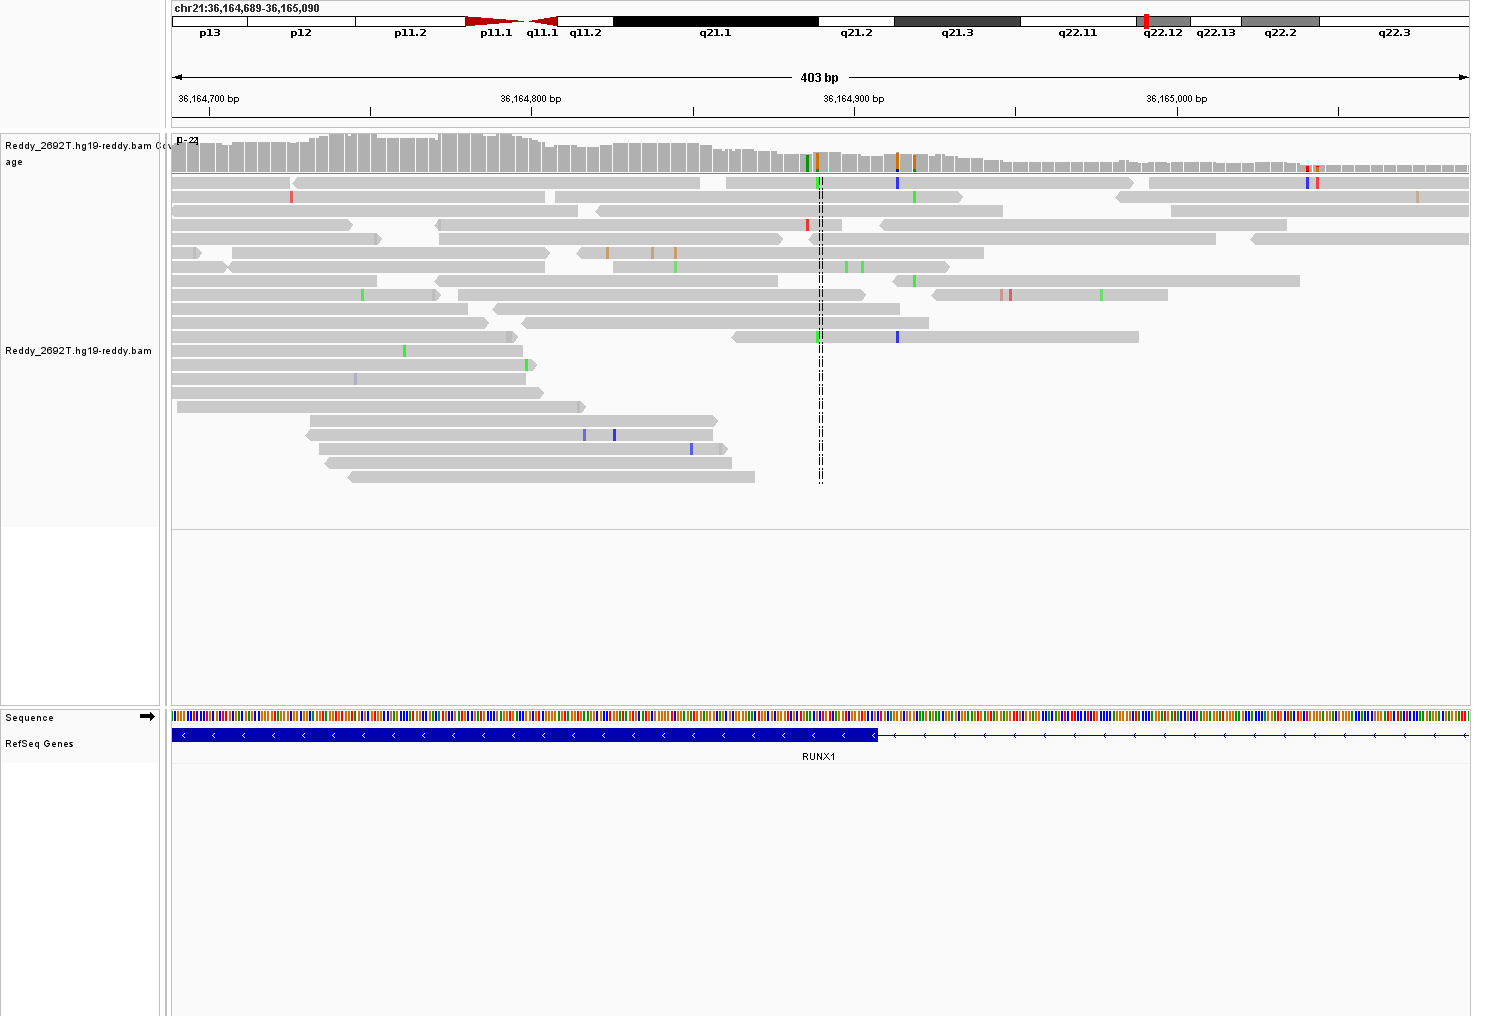 chr21:36,164,689-36,165,090
p13 p12 p11.2 p11.1 q11.1 q11.2 q21.1 q21.2 q21.3 q22.11 q22.12 q22.13 q22.2 q22.3
403 bp
36,164,700 bp 36,164,800 bp 36,164,900 bp 36,165,000 bp
Reddy_2692T.hg19-reddy.bam
age
Reddy_2692T.hg19-reddy.bam
Sequence
RefSeq Genes
RUNX1